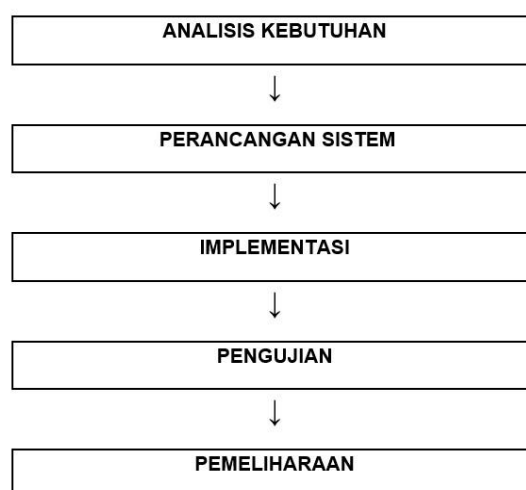 ANALISIS KEBUTUHAN
↓
PERANCANGAN SISTEM
↓
IMPLEMENTASI
↓
PENGUJIAN
↓
PEMELIHARAAN